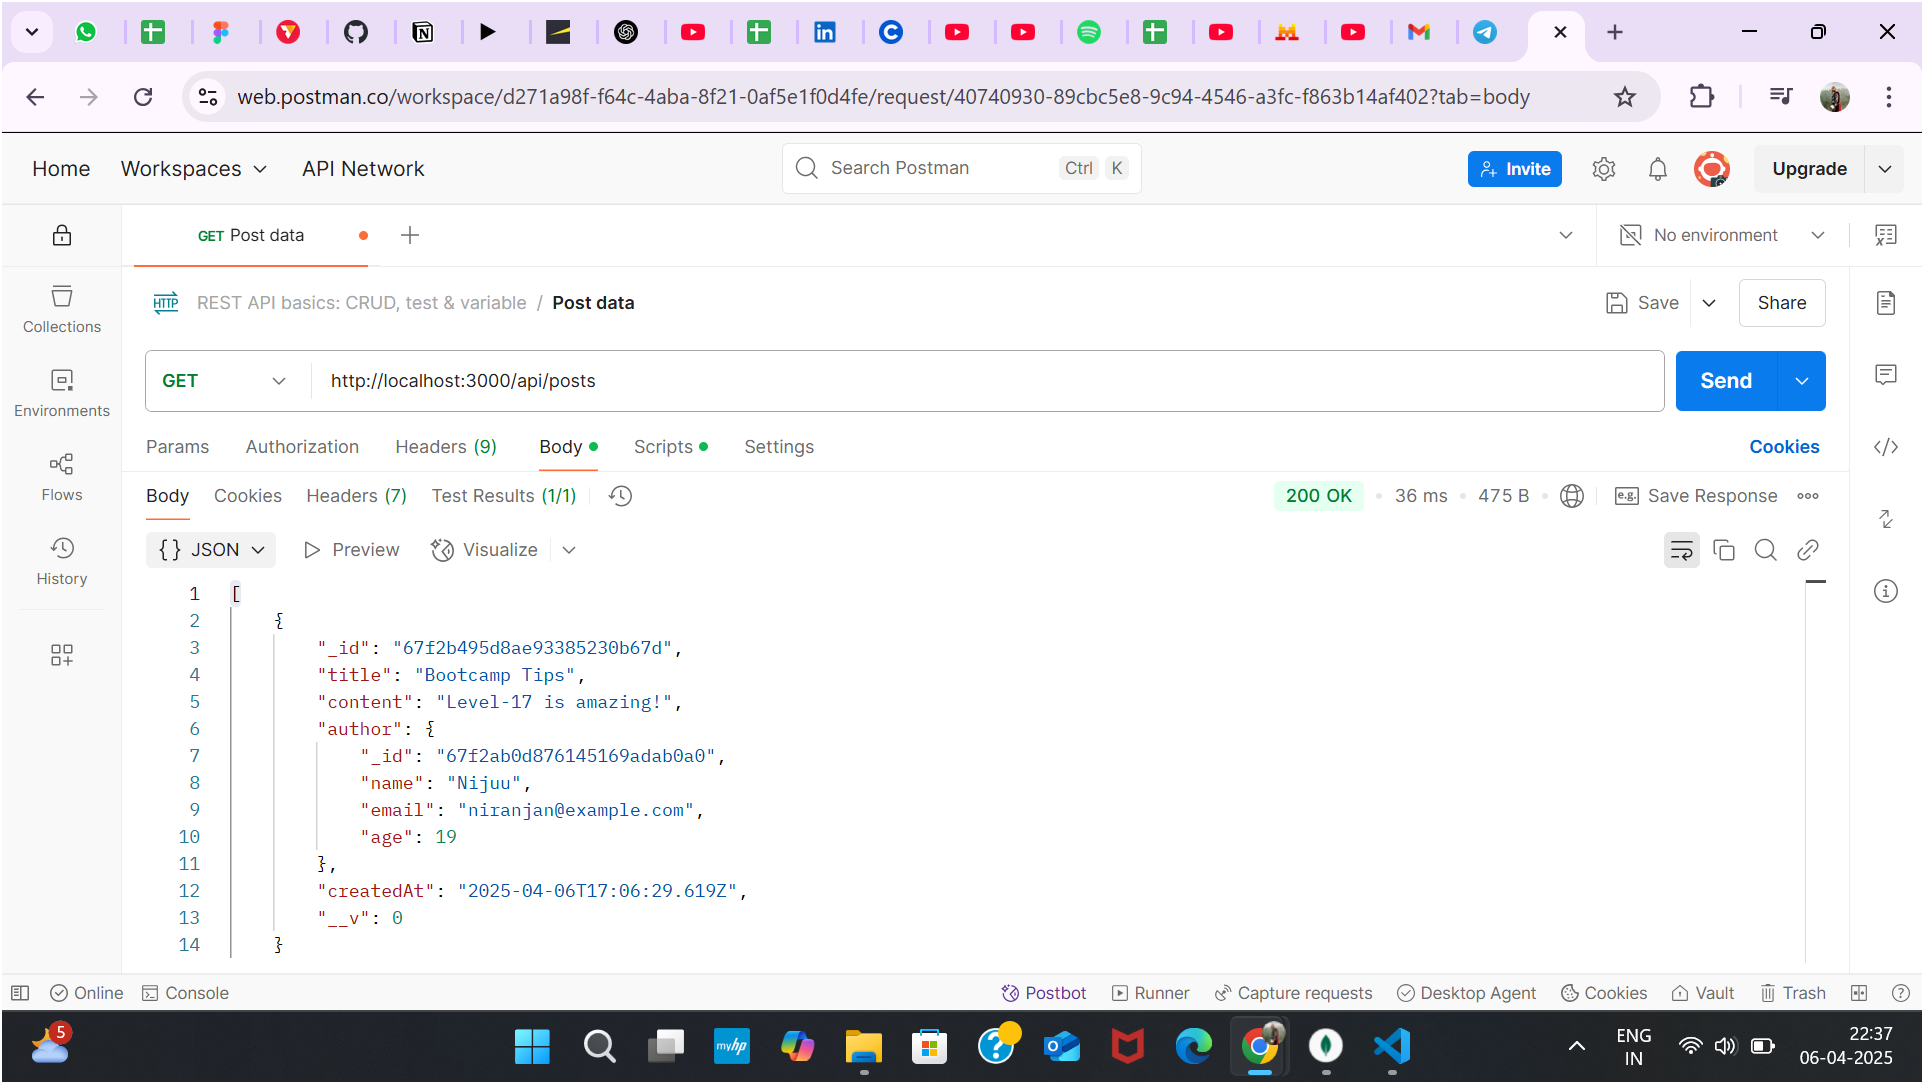 web.postman.co/workspace/d271a98f-f64c-4aba-8f21-0af5e1f0d4fe/request/40740930-89cbc5e8-9c94-4546-a3fc-f863b14af402?tab=body
Home Workspaces API Network Search Postman Ctrl K Invite Upgrade
GET Post data No environment
HTTP REST API basics: CRUD, test & variable / Post data Save Share
Collections
GET http://localhost:3000/api/posts Send
Environments
Params Authorization Headers (9) Body Scripts Settings Cookies
Flows
Body Cookies Headers (7) Test Results (1/1) 200 OK 36 ms 475 B e.g. Save Response
{} JSON Preview Visualize
History
1 [
2 {
3 "_id": "67f2b495d8ae93385230b67d",
4 "title": "Bootcamp Tips",
5 "content": "Level-17 is amazing!",
6 "author": {
7 "_id": "67f2ab0d876145169adab0a0",
8 "name": "Nijuu",
9 "email": "niranjan@example.com",
10 "age": 19
11 },
12 "createdAt": "2025-04-06T17:06:29.619Z",
13 "__v": 0
14 }
Online Console Postbot Runner Capture requests Desktop Agent Cookies Vault Trash
5 myhp ENG 22:37
IN 06-04-2025